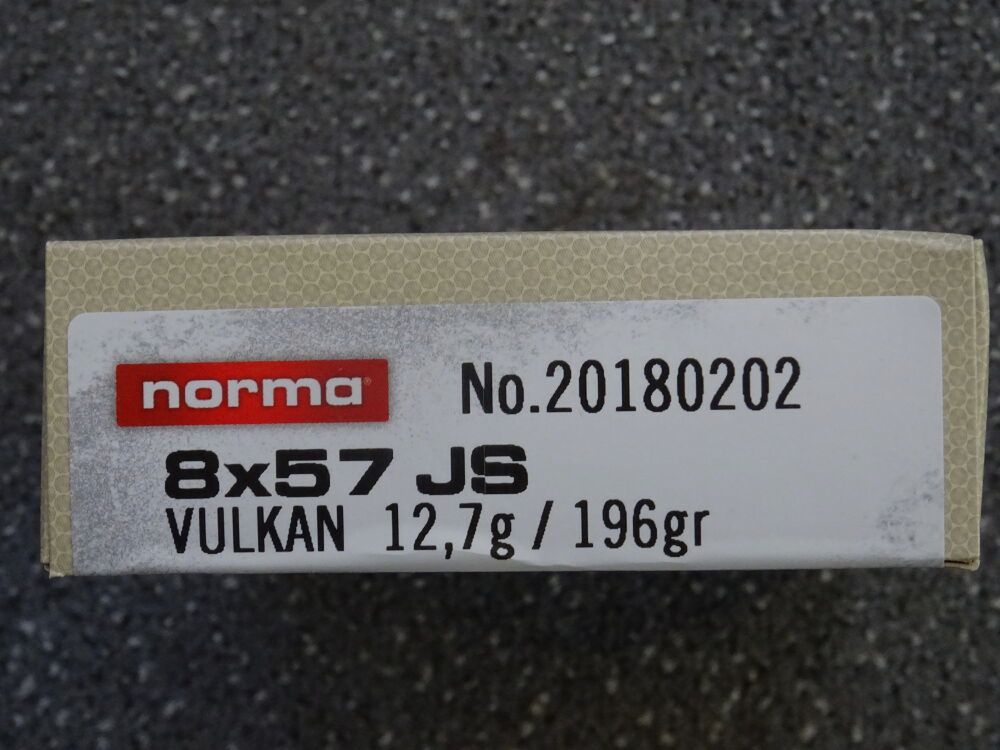 norma® No.20180202
8x57 JS
VULKAN 12,7g / 196gr